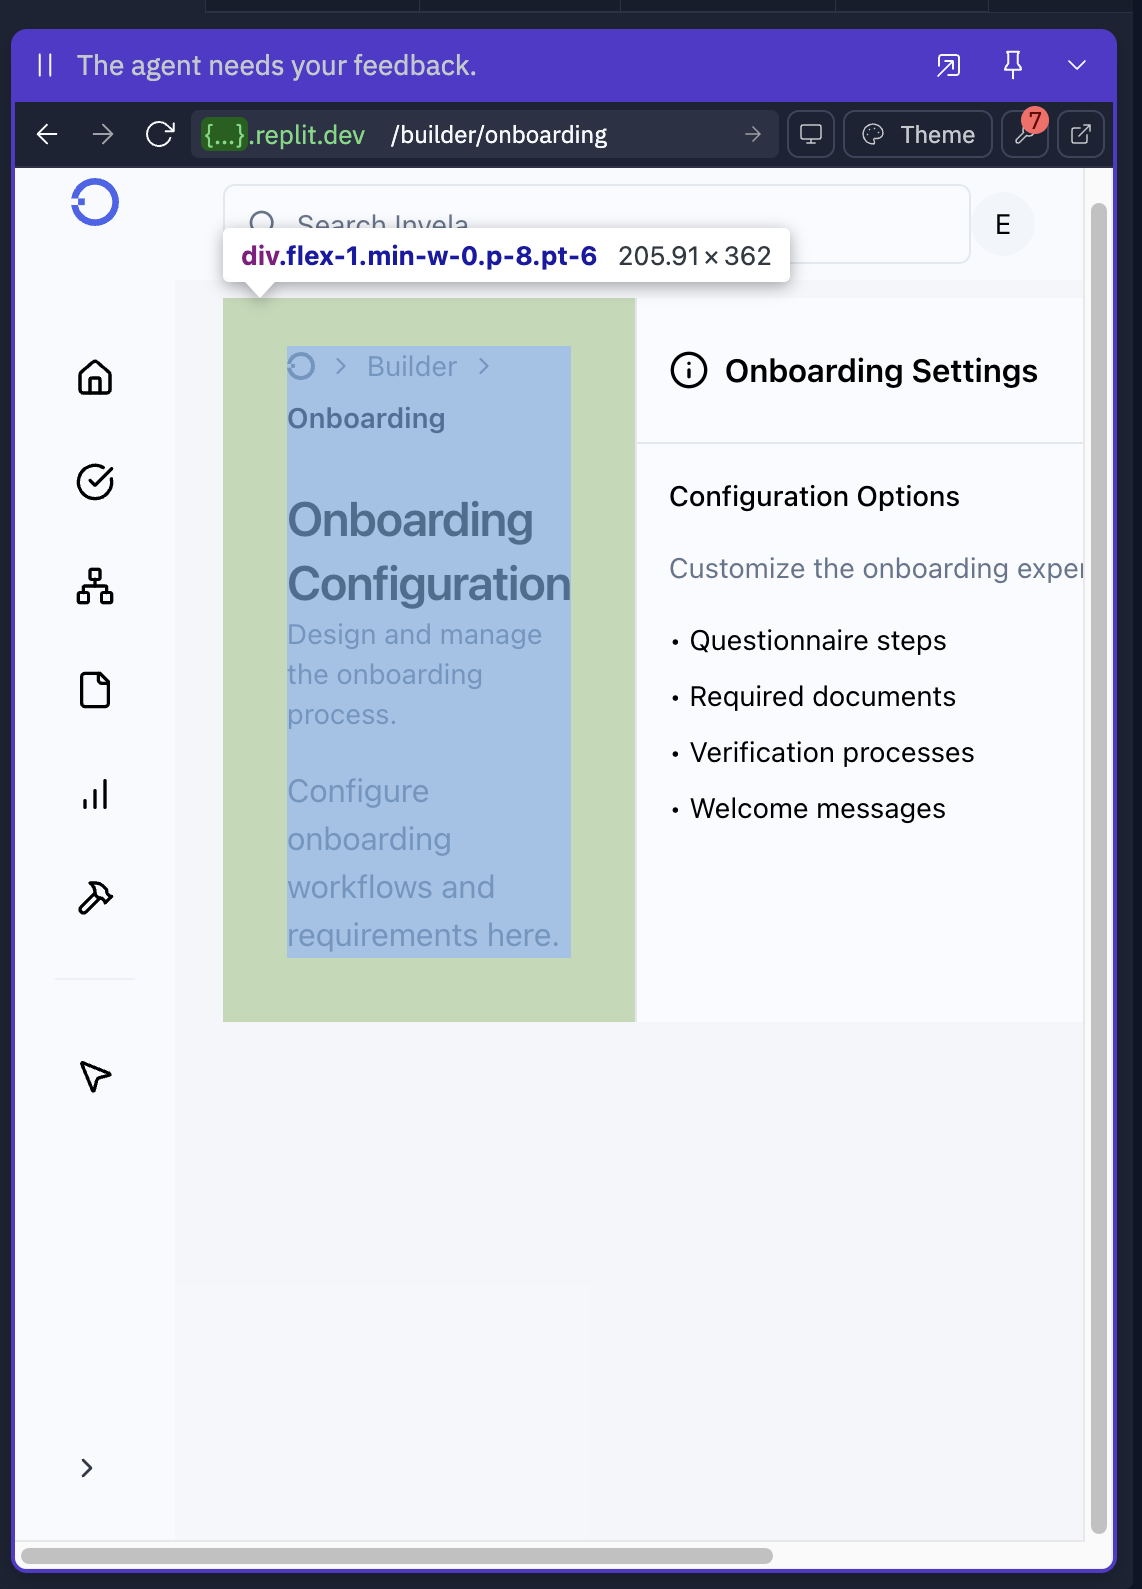 The agent needs your feedback.
{...}.replit.dev /builder/onboarding
Theme
7
Search Invela
E
div.flex-1.min-w-0.p-8.pt-6 205.91×362
Builder
Onboarding
Onboarding
Configuration
Design and manage
the onboarding
process.
Configure
onboarding
workflows and
requirements here.
Onboarding Settings
Configuration Options
Customize the onboarding exper
• Questionnaire steps
• Required documents
• Verification processes
• Welcome messages